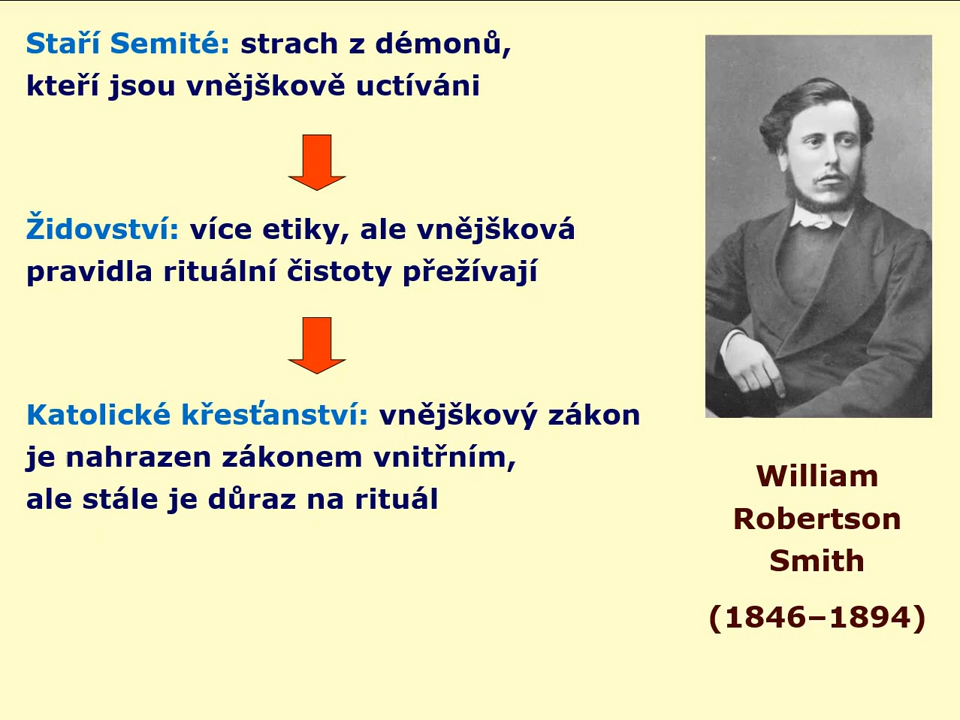 Staří Semité: strach z démonů,
kteří jsou vnějškově uctíváni
Židovství: více etiky, ale vnějšková
pravidla rituální čistoty přežívají
Katolické křesťanství: vnějškový zákon
je nahrazen zákonem vnitřním,
ale stále je důraz na rituál
William
Robertson
Smith
(1846–1894)